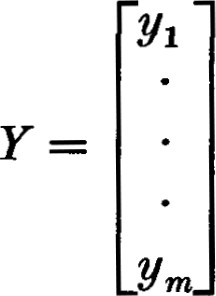 y₁
.
Y = .
.
yₘ